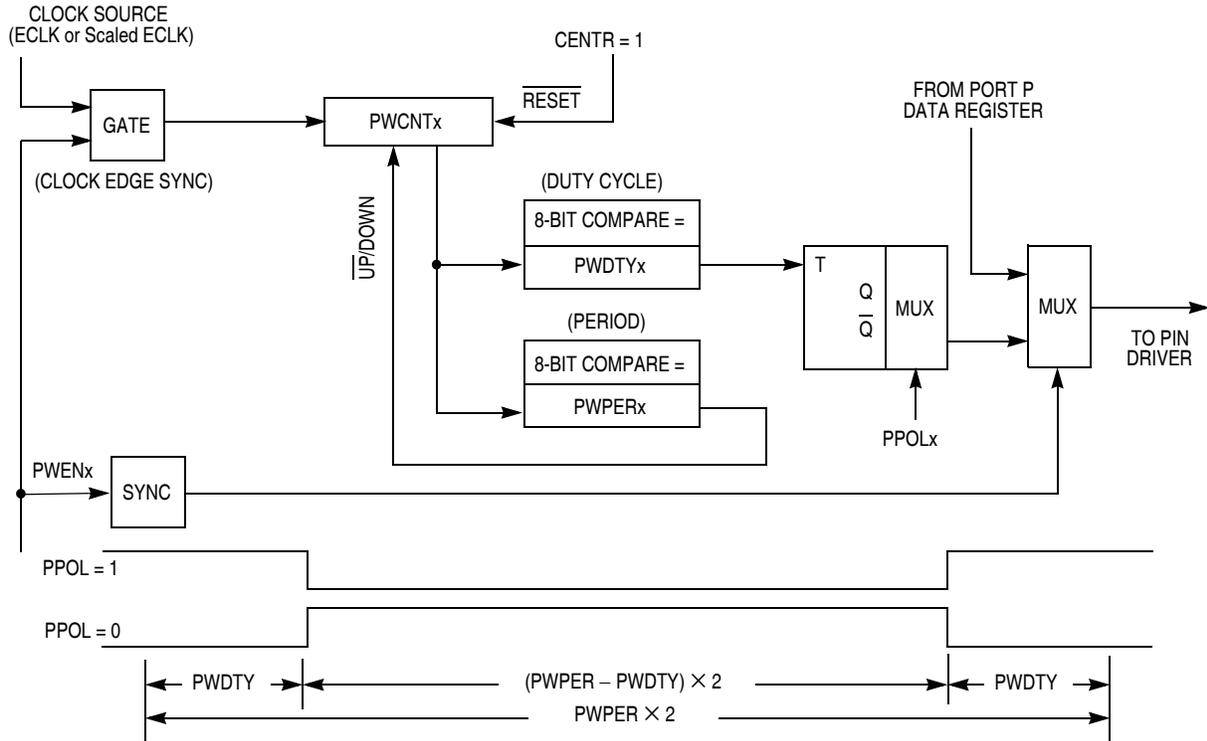 CLOCK SOURCE
(ECLK or Scaled ECLK)
CENTR = 1
RESET
FROM PORT P
DATA REGISTER
GATE
PWCNTx
(CLOCK EDGE SYNC)
(DUTY CYCLE)
8-BIT COMPARE =
PWDTYx
UP/DOWN
T
Q
Q
MUX
MUX
TO PIN
DRIVER
(PERIOD)
8-BIT COMPARE =
PWPERx
PPOLx
PWENx
SYNC
PPOL = 1
PPOL = 0
PWDTY
(PWPER – PWDTY) × 2
PWDTY
PWPER × 2